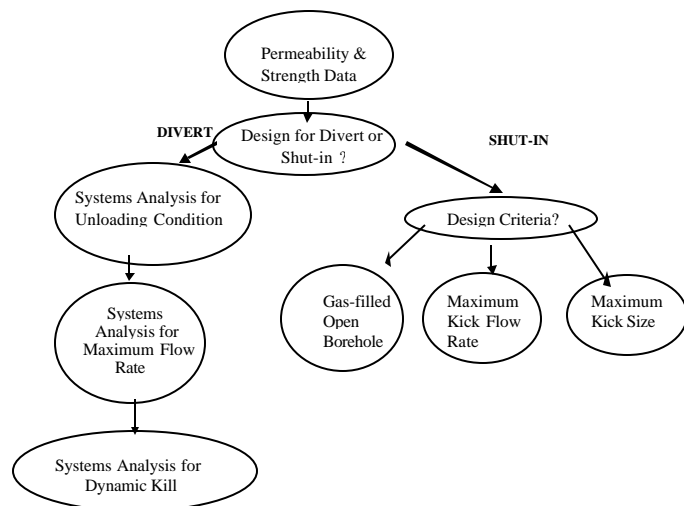 Permeability &
Strength Data
DIVERT
Design for Divert or
Shut-in ?
SHUT-IN
Systems Analysis for
Unloading Condition
Design Criteria?
Systems
Analysis for
Maximum Flow
Rate
Gas-filled
Open
Borehole
Maximum
Kick Flow
Rate
Maximum
Kick Size
Systems Analysis for
Dynamic Kill